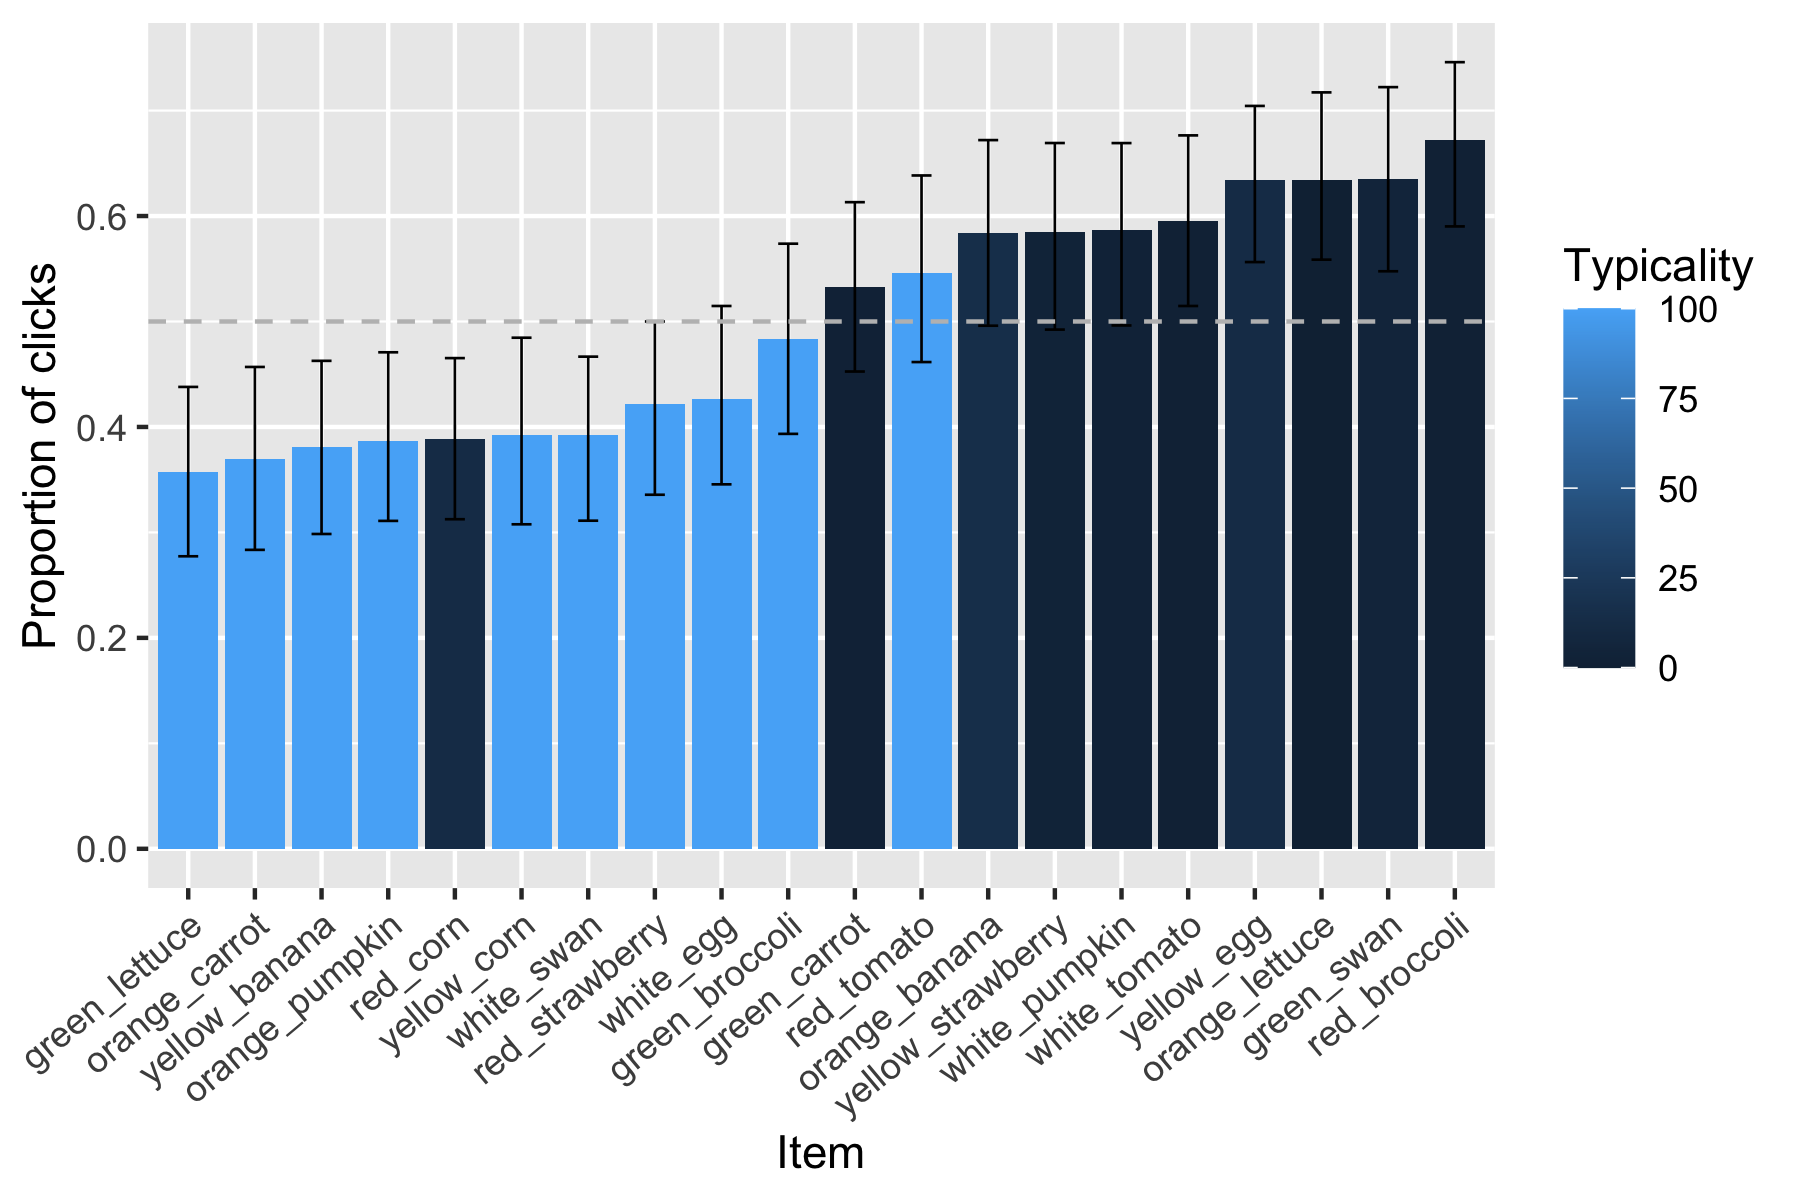 Proportion of clicks
0.6
0.4
0.2
0.0
green_lettuce
orange_carrot
yellow_banana
orange_pumpkin
red_corn
yellow_corn
white_swan
red_strawberry
white_egg
green_broccoli
green_carrot
red_tomato
orange_banana
yellow_strawberry
white_pumpkin
white_tomato
yellow_egg
orange_lettuce
green_swan
red_broccoli
Item
Typicality
100
75
50
25
0